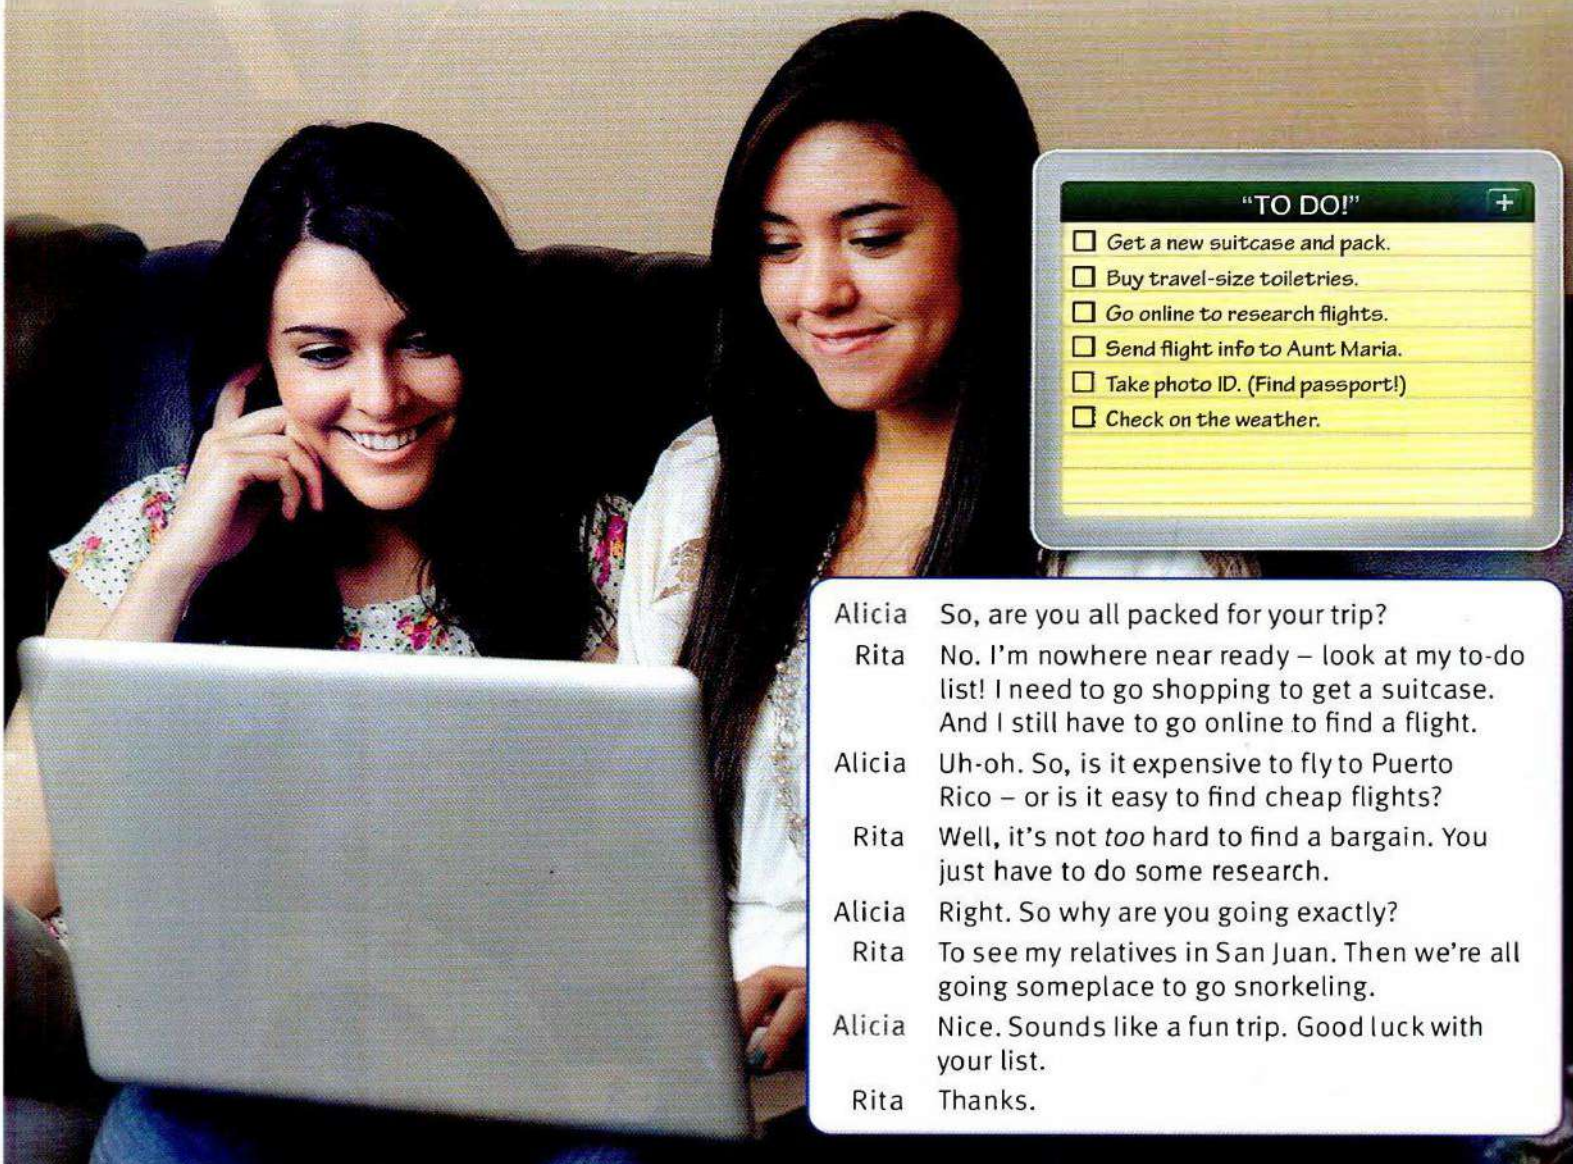 “TO DO!” +
Get a new suitcase and pack.
Buy travel-size toiletries.
Go online to research flights.
Send flight info to Aunt Maria.
Take photo ID. (Find passport!)
Check on the weather.
Alicia So, are you all packed for your trip?
Rita No. I'm nowhere near ready – look at my to-do
list! I need to go shopping to get a suitcase.
And I still have to go online to find a flight.
Alicia Uh-oh. So, is it expensive to fly to Puerto
Rico – or is it easy to find cheap flights?
Rita Well, it's not too hard to find a bargain. You
just have to do some research.
Alicia Right. So why are you going exactly?
Rita To see my relatives in San Juan. Then we're all
going someplace to go snorkeling.
Alicia Nice. Sounds like a fun trip. Good luck with
your list.
Rita Thanks.